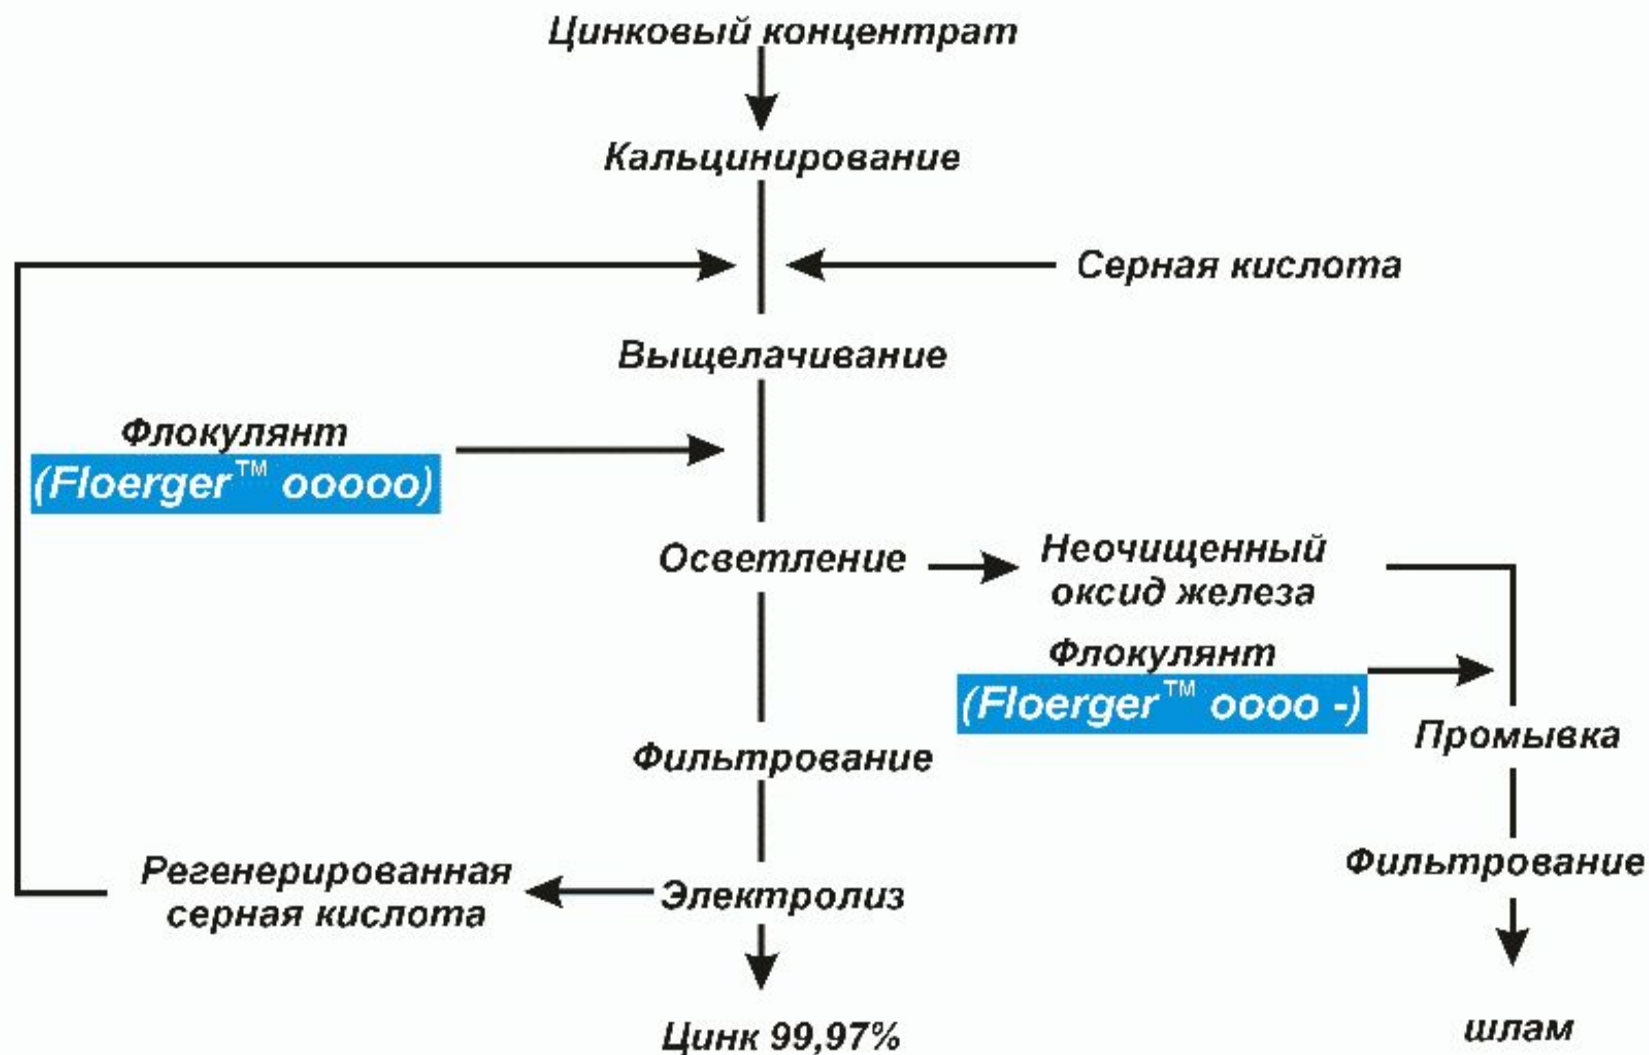 Цинковый концентрат
Кальцинирование
Серная кислота
Выщелачивание
Флокулянт
(Floerger™ ooooo)
Осветление
Неочищенный
оксид железа
Флокулянт
(Floerger™ oooo -)
Промывка
Фильтрование
Фильтрование
Регенерированная
серная кислота
Электролиз
Цинк 99,97%
шлам